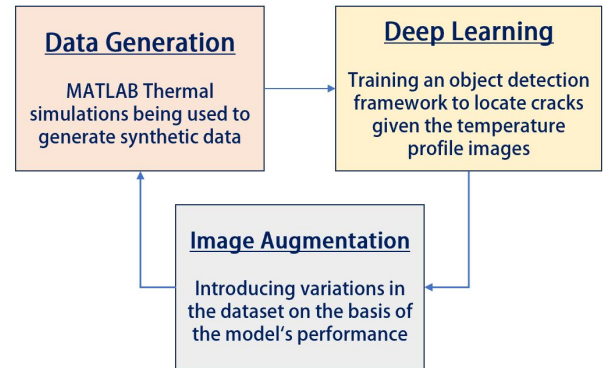 Data Generation
MATLAB Thermal
simulations being used to
generate synthetic data
Deep Learning
Training an object detection
framework to locate cracks
given the temperature
profile images
Image Augmentation
Introducing variations in
the dataset on the basis of
the model‘s performance